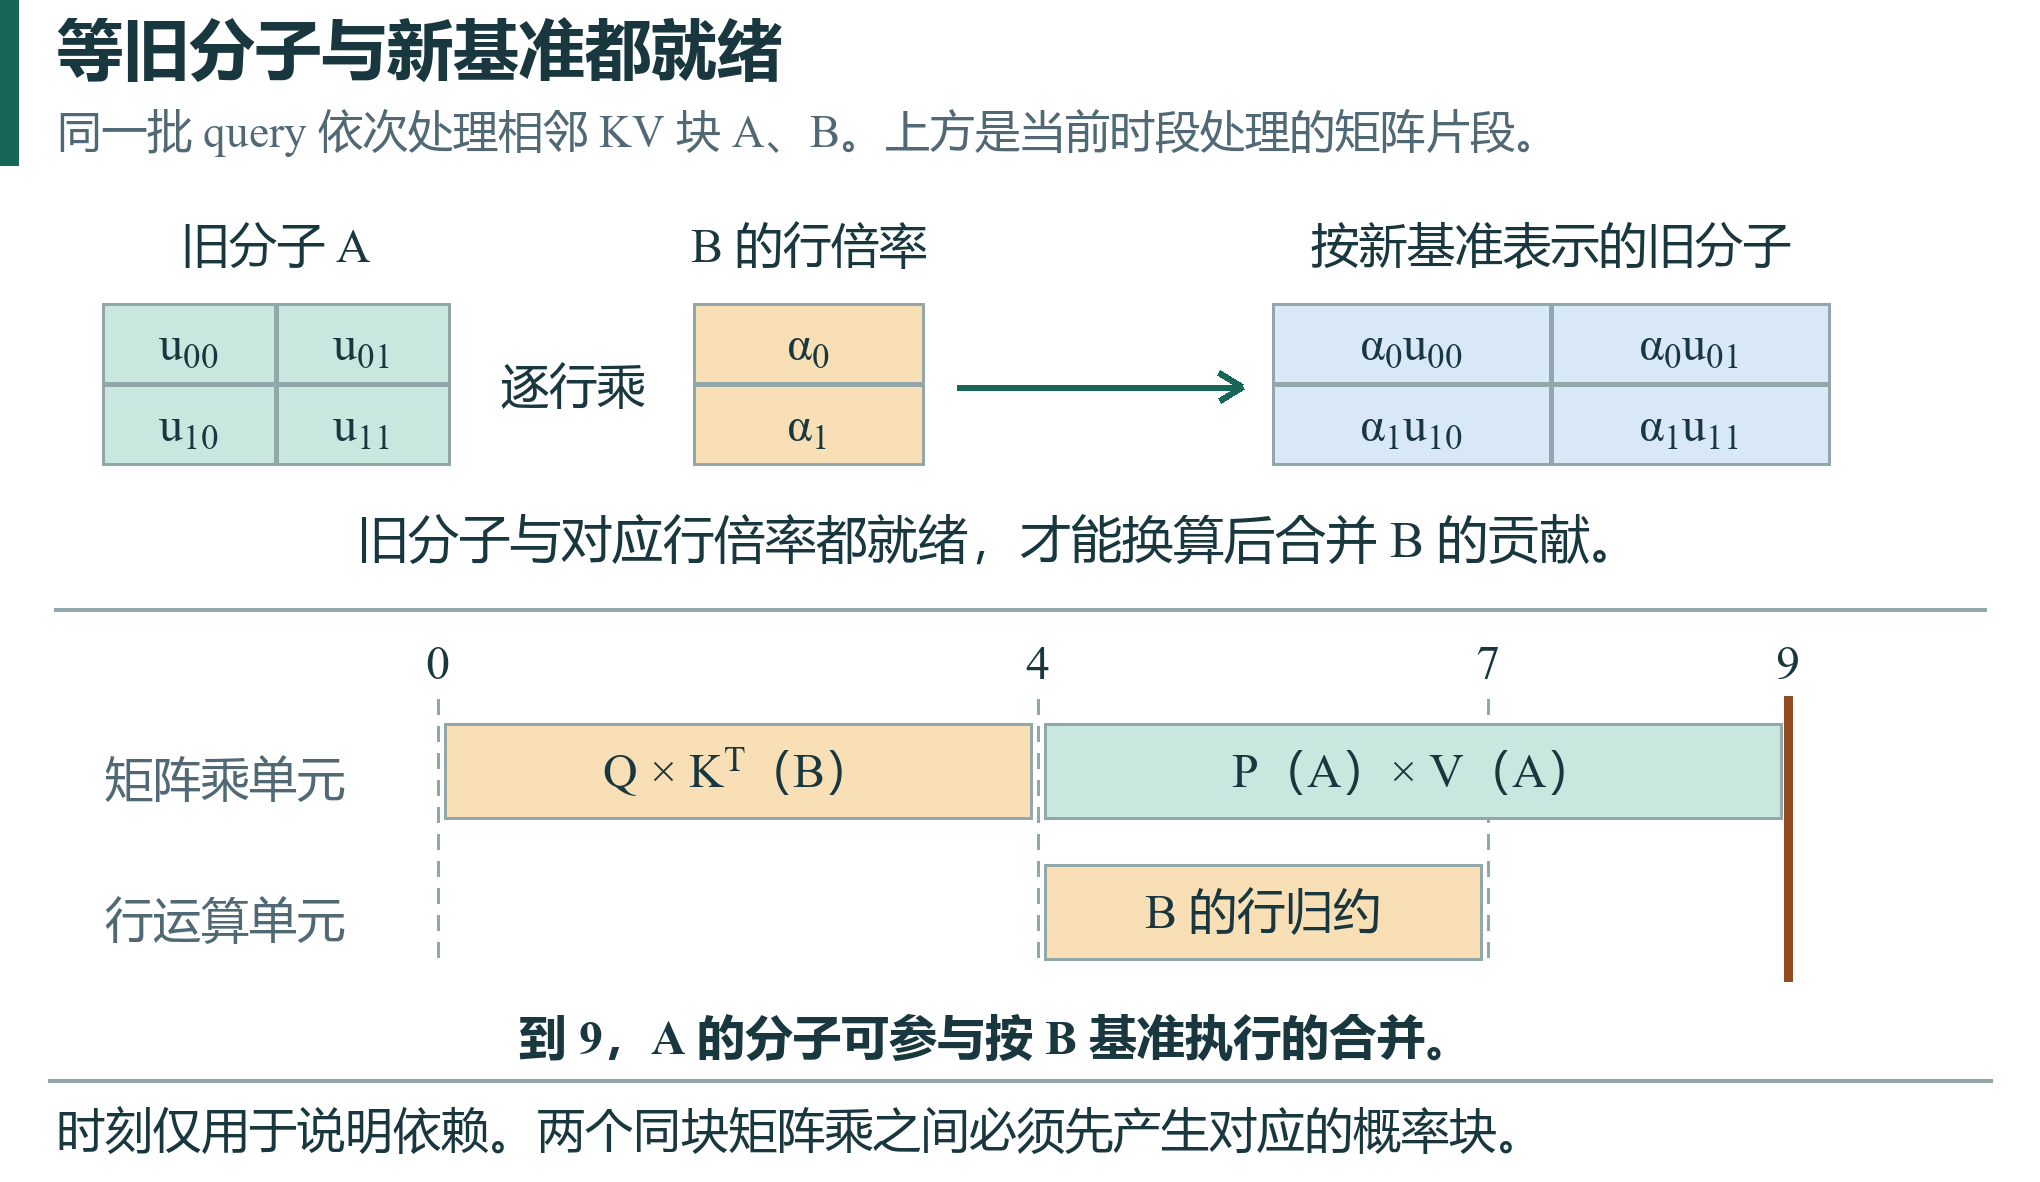 等旧分子与新基准都就绪
同一批 query 依次处理相邻 KV 块 A、B。上方是当前时段处理的矩阵片段。
旧分子 A
B 的行倍率
按新基准表示的旧分子
u₀₀ u₀₁
u₁₀ u₁₁
逐行乘
α₀
α₁
α₀u₀₀ α₀u₀₁
α₁u₁₀ α₁u₁₁
旧分子与对应行倍率都就绪，才能换算后合并 B 的贡献。
0 4 7 9
矩阵乘单元
Q × Kᵀ（B）
P（A）× V（A）
行运算单元
B 的行归约
到 9，A 的分子可参与按 B 基准执行的合并。
时刻仅用于说明依赖。两个同块矩阵乘之间必须先产生对应的概率块。